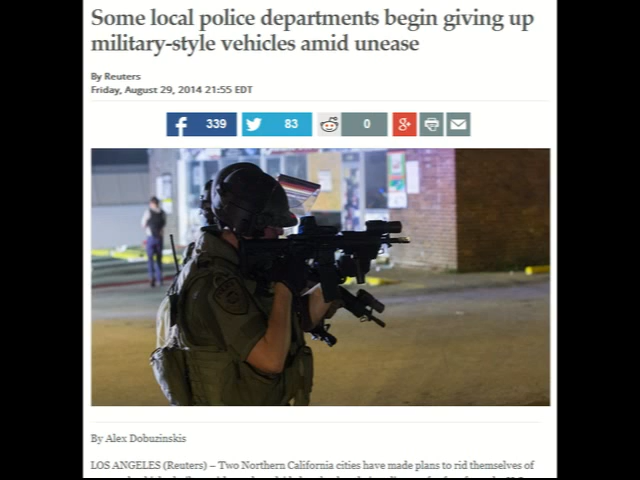 Some local police departments begin giving up
military-style vehicles amid unease
By Reuters
Friday, August 29, 2014 21:55 EDT
f 339 83 0 g+
By Alex Dobuzinskis
LOS ANGELES (Reuters) – Two Northern California cities have made plans to rid themselves of